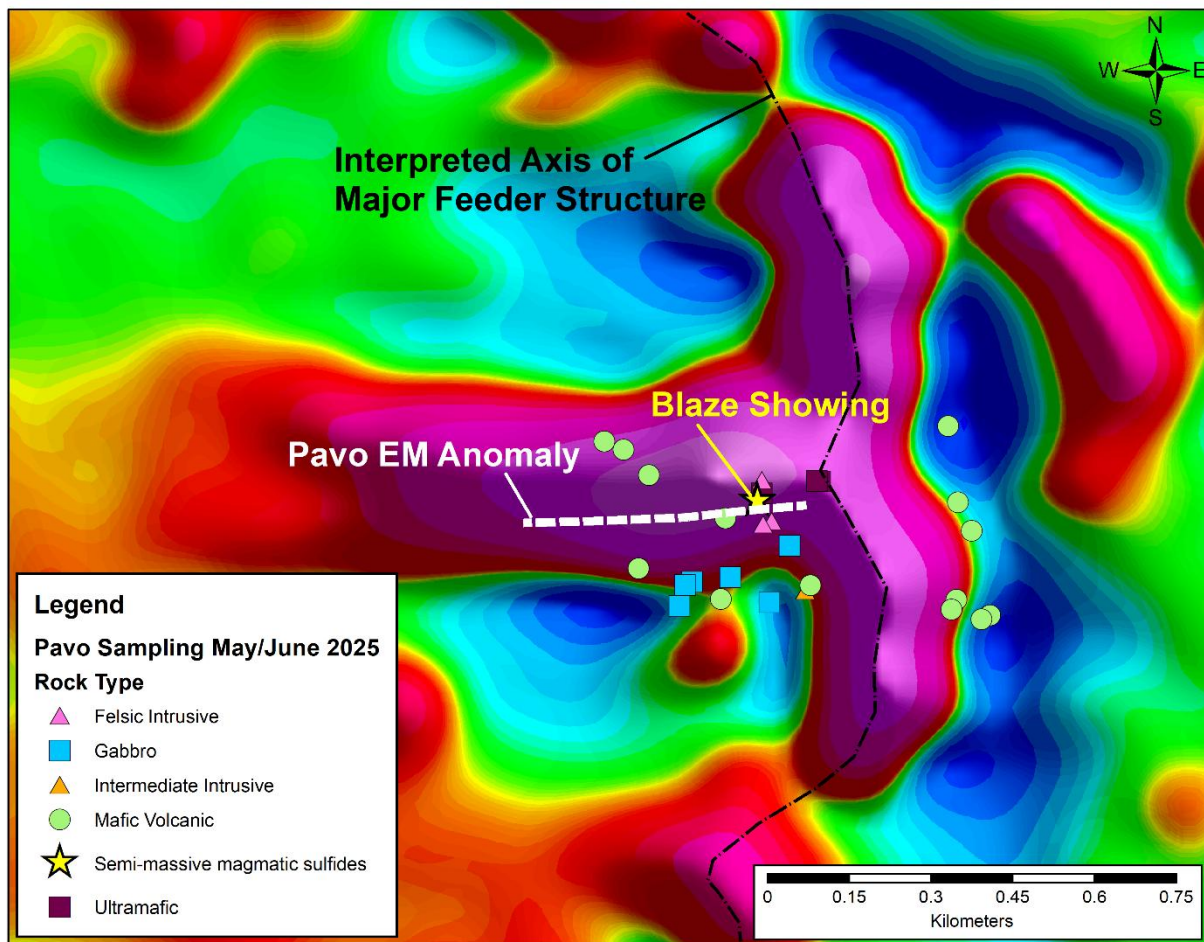 N
W E
S
Interpreted Axis of
Major Feeder Structure
Blaze Showing
Pavo EM Anomaly
Legend
Pavo Sampling May/June 2025
Rock Type
Felsic Intrusive
Gabbro
Intermediate Intrusive
Mafic Volcanic
Semi-massive magmatic sulfides
Ultramafic
0 0.15 0.3 0.45 0.6 0.75
Kilometers